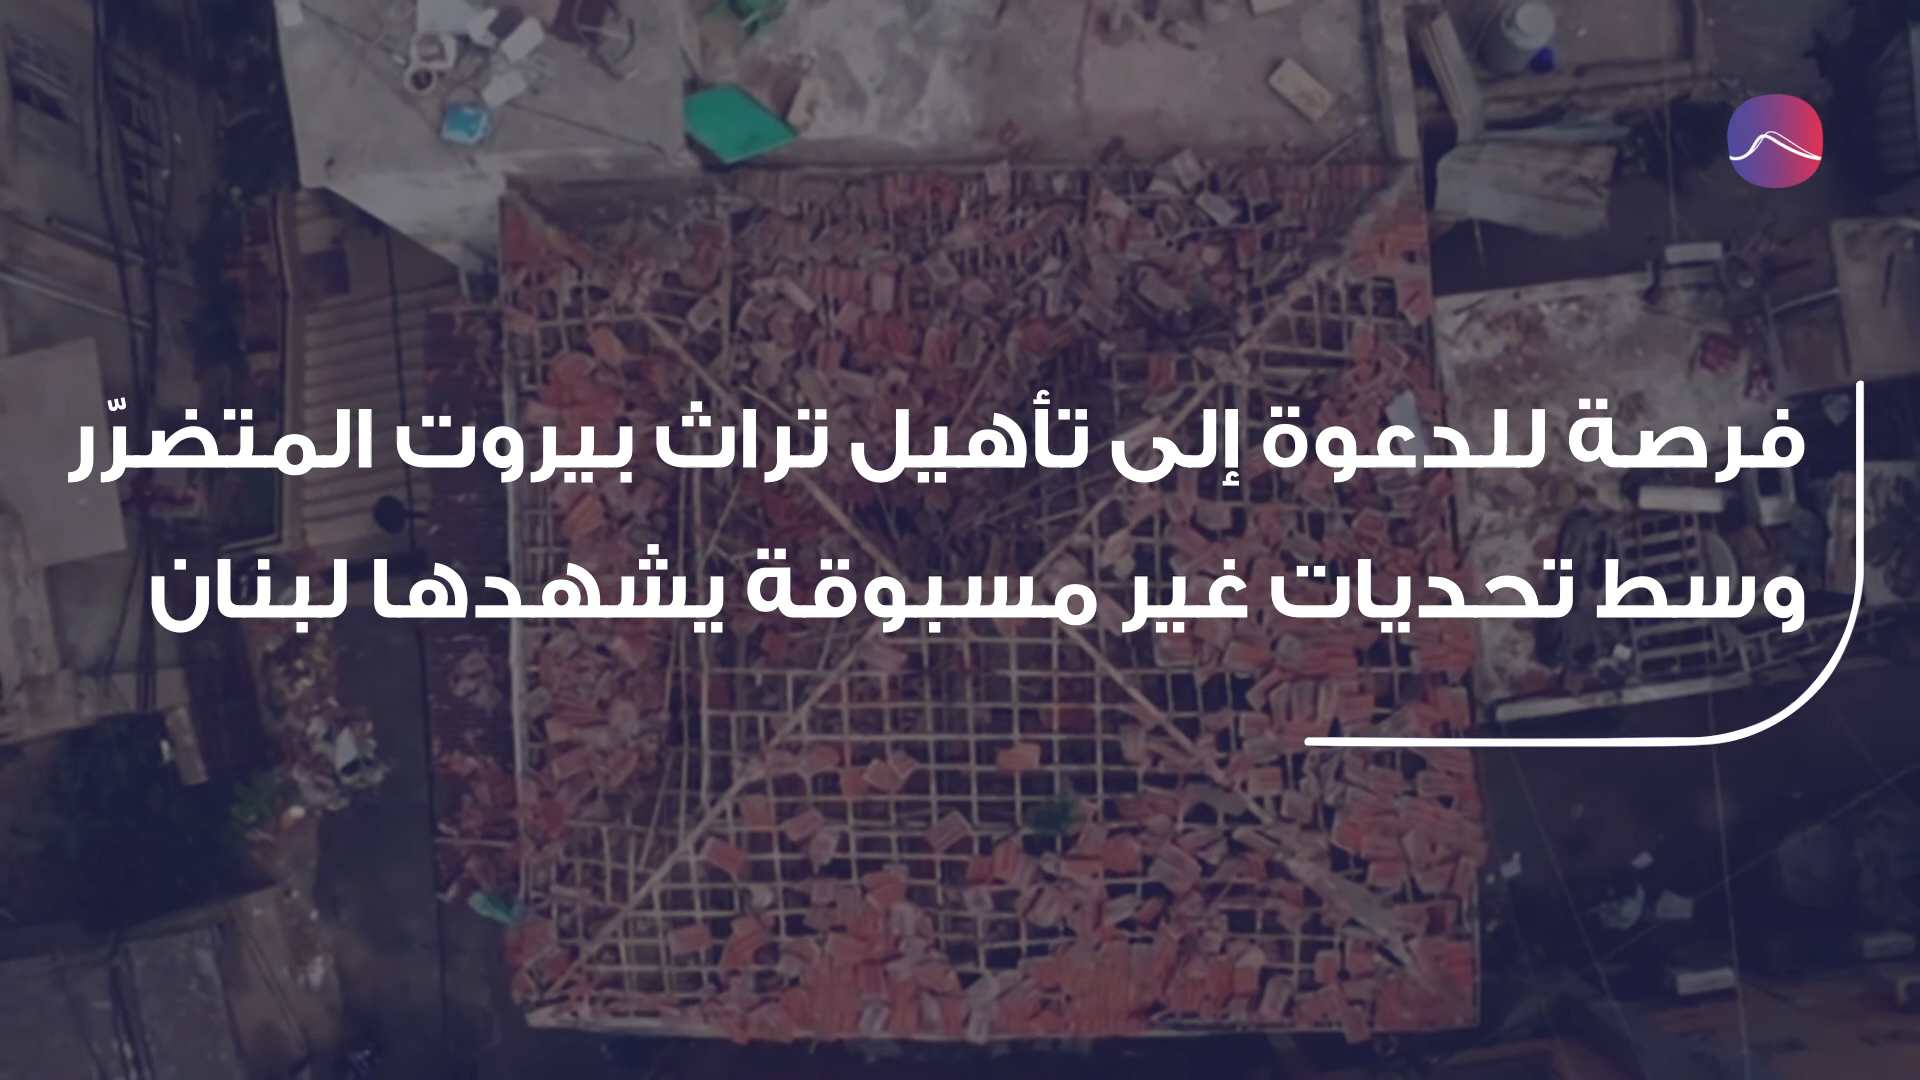 فرصة للدعوة إلى تأهيل تراث بيروت المتضرّر
وسط تحديات غير مسبوقة يشهدها لبنان